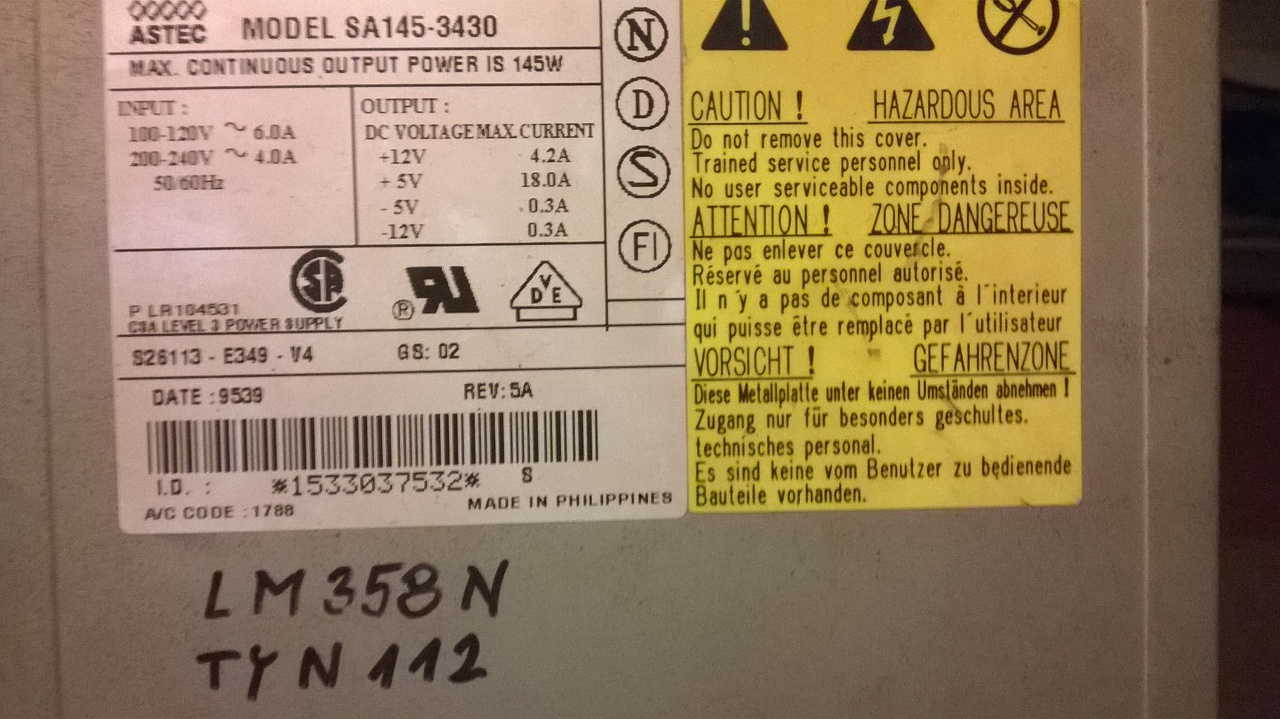 ASTEC MODEL SA145-3430
MAX. CONTINUOUS OUTPUT POWER IS 145W
INPUT :
100-120V ~ 6.0A
200-240V ~ 4.0A
50/60Hz
OUTPUT :
DC VOLTAGE MAX. CURRENT
+12V 4.2A
+ 5V 18.0A
- 5V 0.3A
-12V 0.3A
N
D
S
FI
SA
® RU
VDE
P LR104531
CSA LEVEL 3 POWER SUPPLY
S26113 - E349 - V4 GS: 02
DATE : 9539 REV: 5A
I.D. : *1533037532* S
A/C CODE : 1788 MADE IN PHILIPPINES
CAUTION ! HAZARDOUS AREA
Do not remove this cover.
Trained service personnel only.
No user serviceable components inside.
ATTENTION ! ZONE DANGEREUSE
Ne pas enlever ce couvercle.
Réservé au personnel autorisé.
Il n'y a pas de composant à l'interieur
qui puisse être remplacé par l'utilisateur
VORSICHT ! GEFAHRENZONE
Diese Metallplatte unter keinen Umständen abnehmen !
Zugang nur für besonders geschultes.
technisches personal.
Es sind keine vom Benutzer zu bedienende
Bauteile vorhanden.
LM358N
TYN112